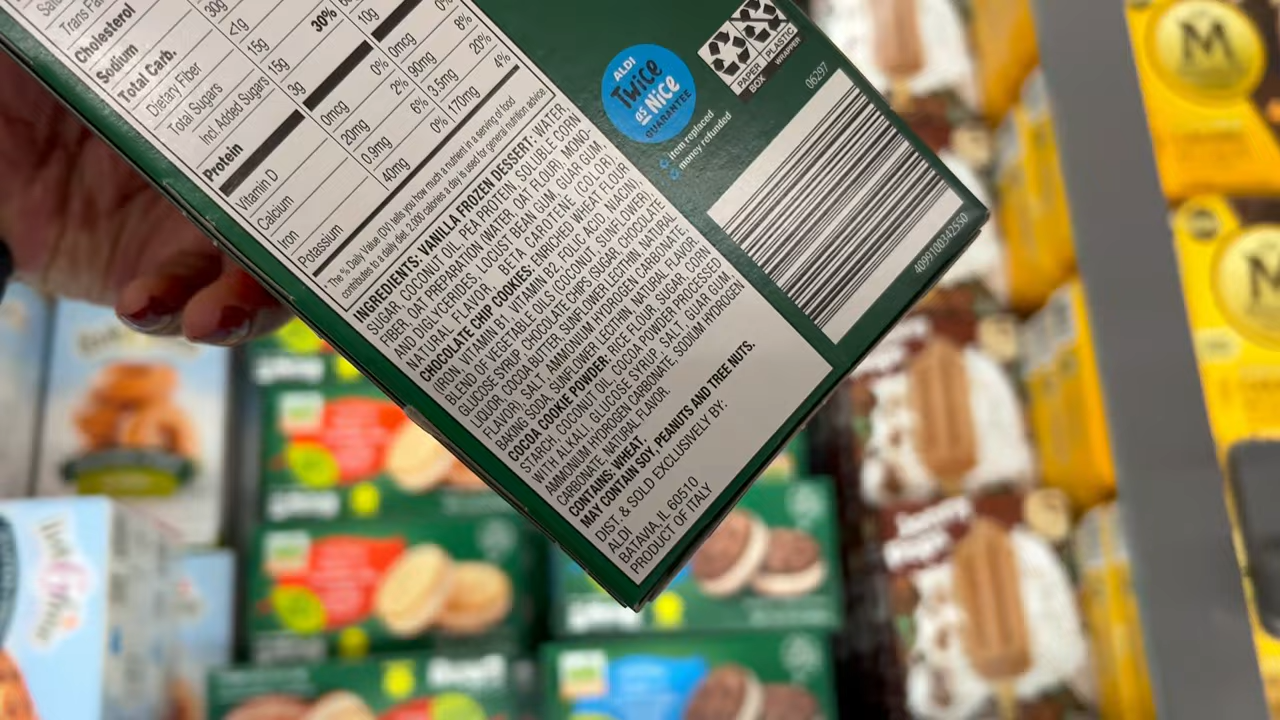 Trans Fat
Cholesterol
Sodium
Total Carb. 30g
Dietary Fiber <1g
Total Sugars 15g
Incl. Added Sugars 15g 30%
Protein 9g
10g
0%
8%
20%
4%
Vitamin D 0mcg 0% 0mcg
Calcium 20mg 2% 90mg
Iron 0.9mg 6% 3.5mg
Potassium 40mg 0% 170mg
* The % Daily Value (DV) tells you how much a nutrient in a serving of food
contributes to a daily diet. 2,000 calories a day is used for general nutrition advice.
INGREDIENTS: VANILLA FROZEN DESSERT: WATER,
SUGAR, COCONUT OIL, PEA PROTEIN, SOLUBLE CORN
FIBER, OAT PREPARATION (WATER, OAT FLOUR), MONO-
AND DIGLYCERIDES, LOCUST BEAN GUM, GUAR GUM,
NATURAL FLAVOR, BETA CAROTENE (COLOR).
CHOCOLATE CHIP COOKIES: ENRICHED WHEAT FLOUR
IRON, VITAMIN B1, VITAMIN B2, FOLIC ACID, NIACIN),
BLEND OF VEGETABLE OILS (COCONUT, SUNFLOWER),
GLUCOSE SYRUP, CHOCOLATE CHIPS (SUGAR, CHOCOLATE
LIQUOR, COCOA BUTTER, SUNFLOWER LECITHIN, NATURAL
FLAVOR), SALT, AMMONIUM HYDROGEN CARBONATE,
BAKING SODA, SUNFLOWER LECITHIN, NATURAL FLAVOR.
COCOA COOKIE POWDER: RICE FLOUR, SUGAR, CORN
STARCH, COCONUT OIL, COCOA POWDER PROCESSED
WITH ALKALI, GLUCOSE SYRUP, SALT, GUAR GUM,
AMMONIUM HYDROGEN CARBONATE, SODIUM HYDROGEN
CARBONATE, NATURAL FLAVOR.
CONTAINS: WHEAT.
MAY CONTAIN SOY, PEANUTS AND TREE NUTS.
DIST. & SOLD EXCLUSIVELY BY:
ALDI
BATAVIA, IL 60510
PRODUCT OF ITALY
ALDI
Twice
as Nice
GUARANTEE
item replaced
money refunded
PAPER BOX
PLASTIC WRAPPER
06297
4099100342550
M
M